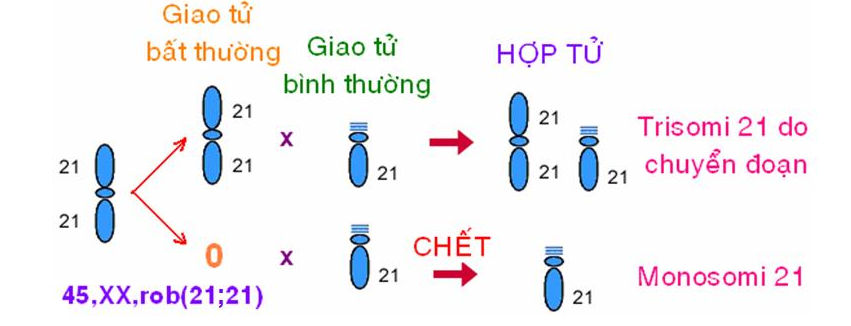 Giao tử
bất thường
Giao tử
bình thường
HỢP TỬ
21
21
21
21
x
21
21
21
21
Trisomi 21 do
chuyển đoạn
0
x
21
CHẾT
21
Monosomi 21
45,XX,rob(21;21)